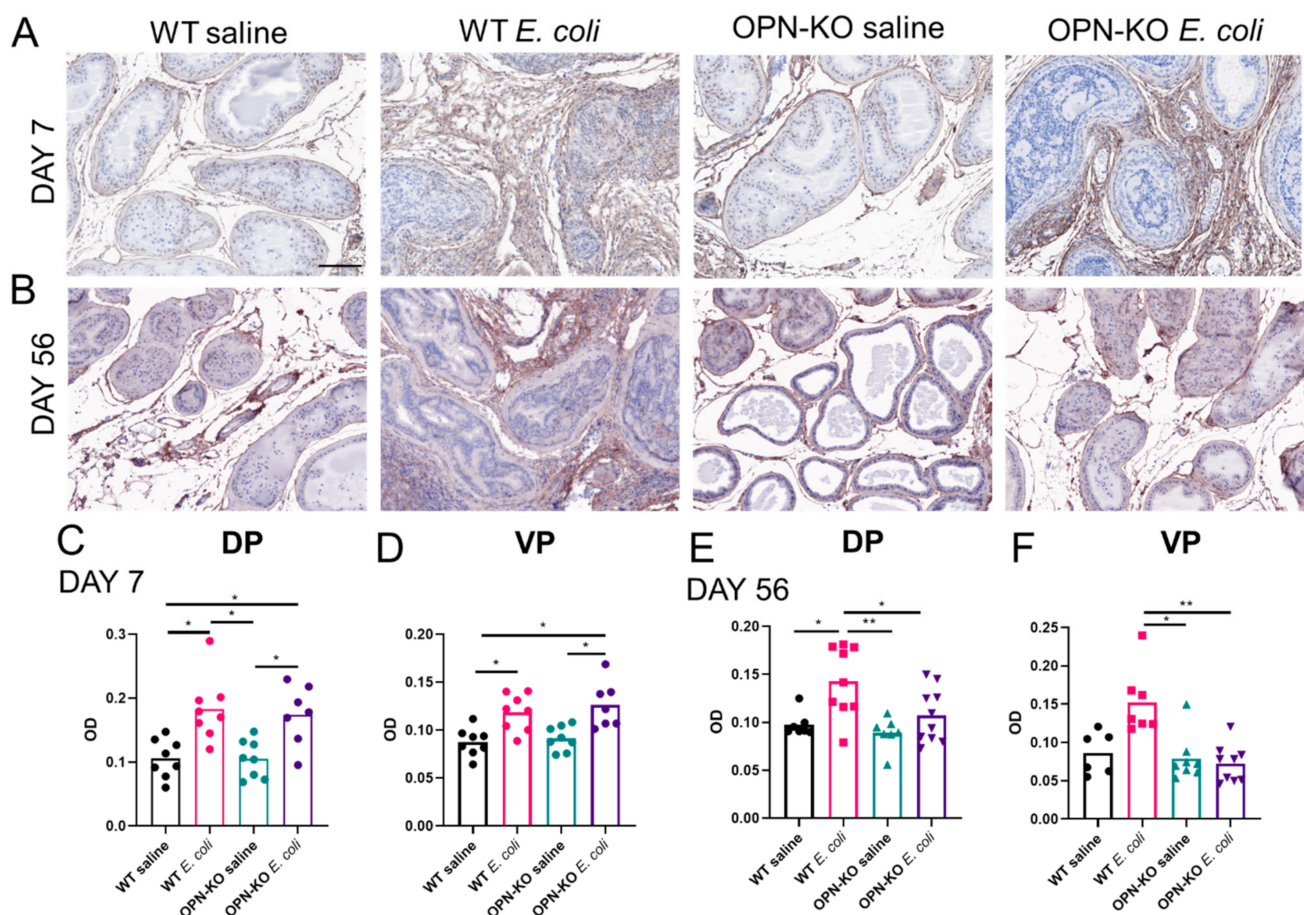 A
WT saline
WT E. coli
OPN-KO saline
OPN-KO E. coli
DAY 7
B
DAY 56
C
DP
DAY 7
OD
0.3
0.2
0.1
0.0
*
*
*
*
WT saline
WT E. coli
OPN-KO saline
OPN-KO E. coli
D
VP
OD
0.20
0.15
0.10
0.05
0.00
*
*
*
WT saline
WT E. coli
OPN-KO saline
OPN-KO E. coli
E
DP
DAY 56
OD
0.20
0.15
0.10
0.05
0.00
*
*
**
WT saline
WT E. coli
OPN-KO saline
OPN-KO E. coli
F
VP
OD
0.25
0.20
0.15
0.10
0.05
0.00
**
*
WT saline
WT E. coli
OPN-KO saline
OPN-KO E. coli